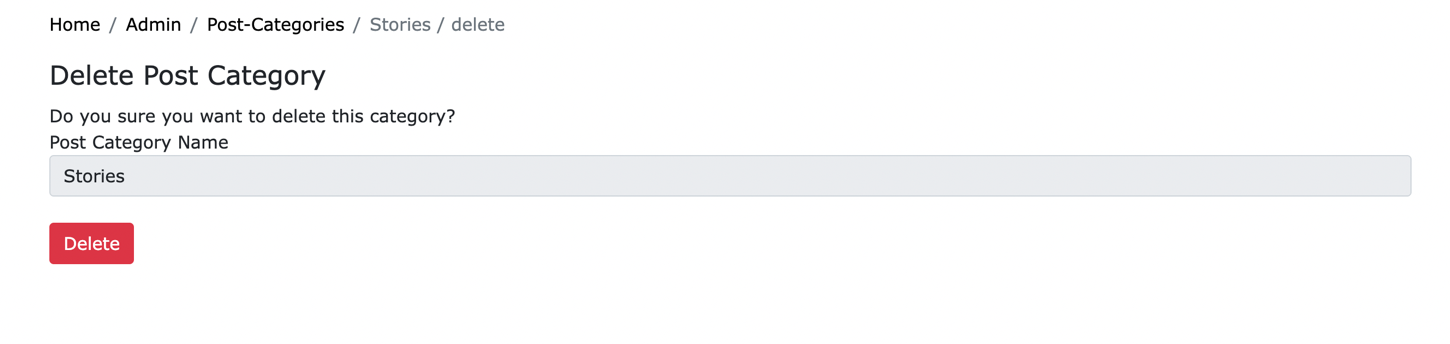 Home / Admin / Post-Categories / Stories / delete
Delete Post Category
Do you sure you want to delete this category?
Post Category Name
Stories
Delete